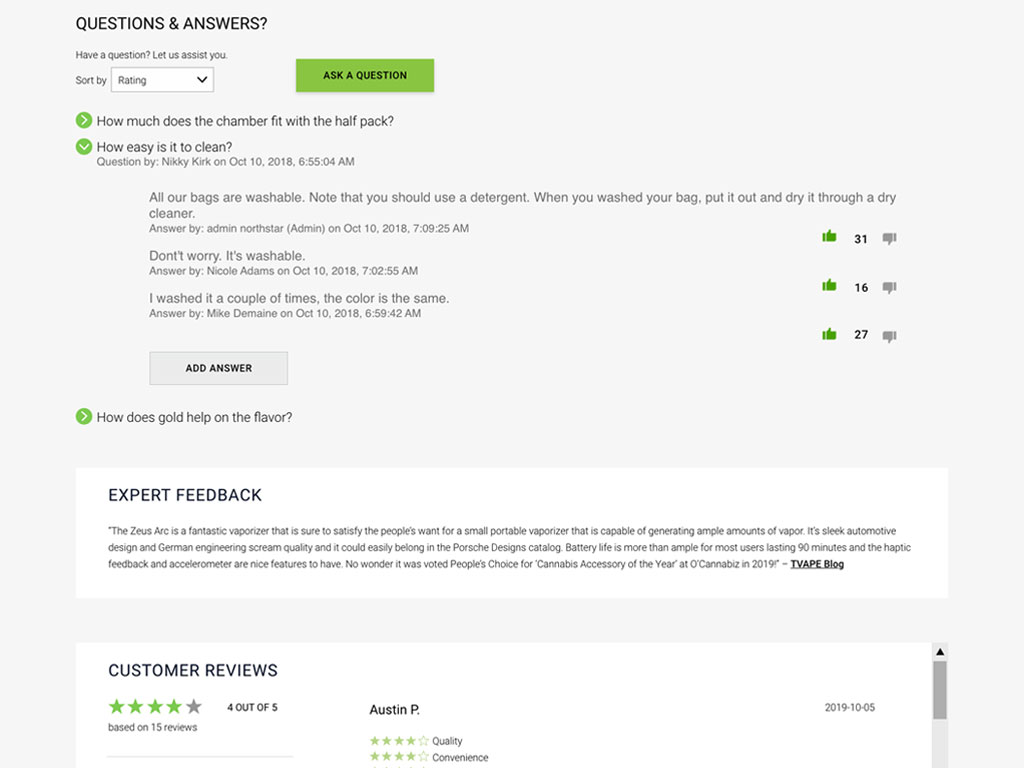 QUESTIONS & ANSWERS?
Have a question? Let us assist you.
Sort by Rating
ASK A QUESTION
How much does the chamber fit with the half pack?
How easy is it to clean?
Question by: Nikky Kirk on Oct 10, 2018, 6:55:04 AM
All our bags are washable. Note that you should use a detergent. When you washed your bag, put it out and dry it through a dry
cleaner.
Answer by: admin northstar (Admin) on Oct 10, 2018, 7:09:25 AM
31
Dont't worry. It's washable.
Answer by: Nicole Adams on Oct 10, 2018, 7:02:55 AM
16
I washed it a couple of times, the color is the same.
Answer by: Mike Demaine on Oct 10, 2018, 6:59:42 AM
27
ADD ANSWER
How does gold help on the flavor?
EXPERT FEEDBACK
“The Zeus Arc is a fantastic vaporizer that is sure to satisfy the people’s want for a small portable vaporizer that is capable of generating ample amounts of vapor. It’s sleek automotive
design and German engineering scream quality and it could easily belong in the Porsche Designs catalog. Battery life is more than ample for most users lasting 90 minutes and the haptic
feedback and accelerometer are nice features to have. No wonder it was voted People’s Choice for ‘Cannabis Accessory of the Year’ at O’Cannabiz in 2019!” – TVAPE Blog
CUSTOMER REVIEWS
4 OUT OF 5
based on 15 reviews
Austin P.
2019-10-05
Quality
Convenience